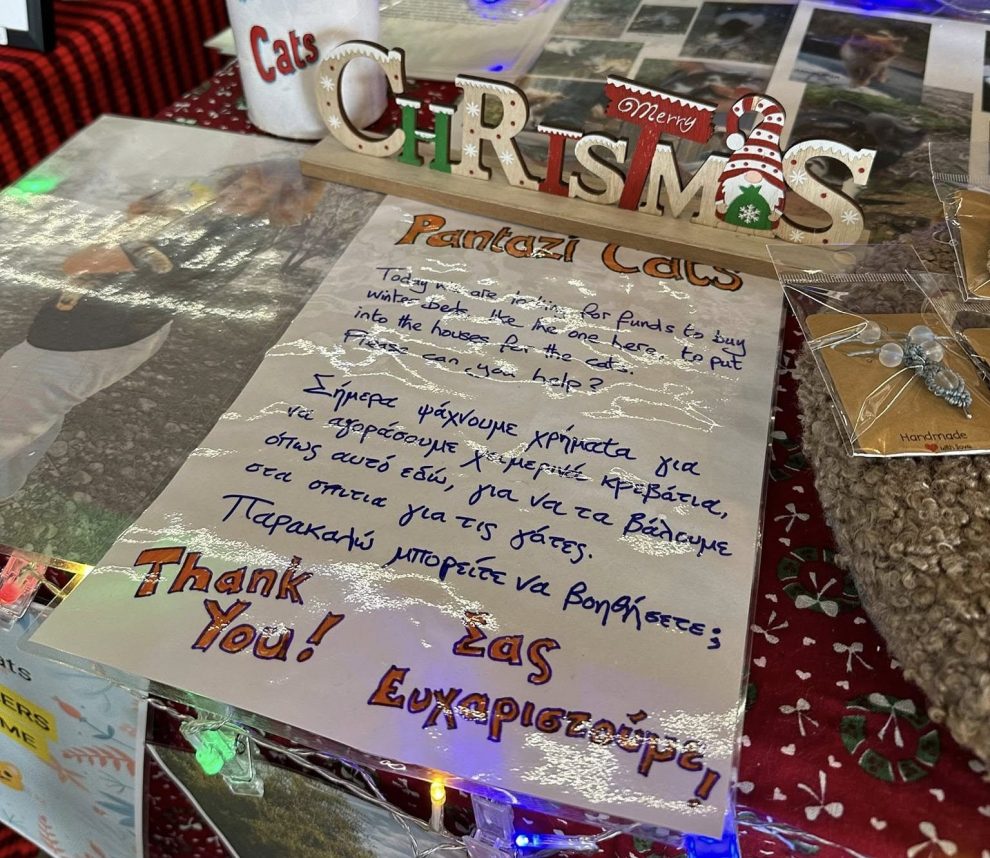 Cats
Merry
CHRISTMAS
Pantazi Cats
Today we are looking for funds to buy
winter beds like the one here, to put
into the houses for the cats.
Please can you help?
Σήμερα ψάχνουμε χρήματα για
να αγοράσουμε χειμερινά κρεβάτια,
όπως αυτό εδώ, για να τα βάλουμε
στα σπιτια για τις γάτες.
Παρακαλώ μπορείτε να βοηθήσετε;
Thank
You!
Σας
Ευχαριστούμε!
Handmade
with love